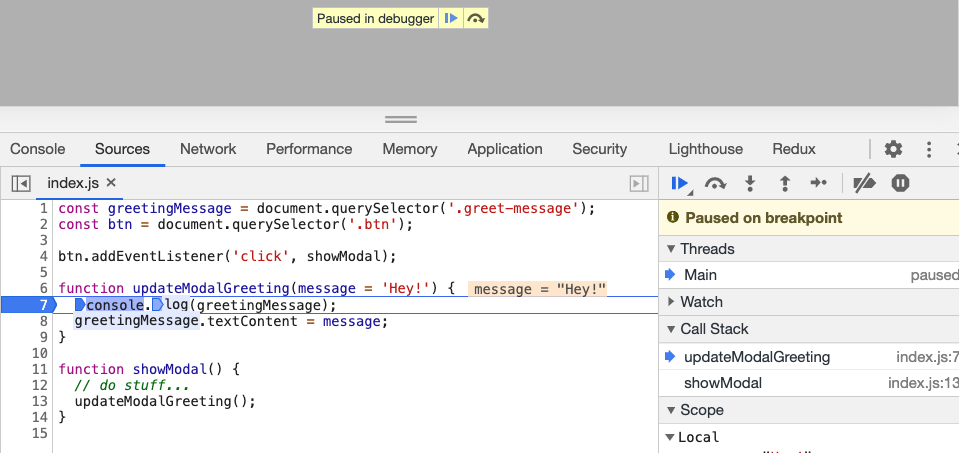 Paused in debugger
Console Sources Network Performance Memory Application Security Lighthouse Redux
index.js
1 const greetingMessage = document.querySelector('.greet-message');
2 const btn = document.querySelector('.btn');
3
4 btn.addEventListener('click', showModal);
5
6 function updateModalGreeting(message = 'Hey!') { message = "Hey!"
7 console.log(greetingMessage);
8 greetingMessage.textContent = message;
9 }
10
11 function showModal() {
12 // do stuff...
13 updateModalGreeting();
14 }
15
Paused on breakpoint
Threads
Main paused
Watch
Call Stack
updateModalGreeting index.js:7
showModal index.js:13
Scope
Local